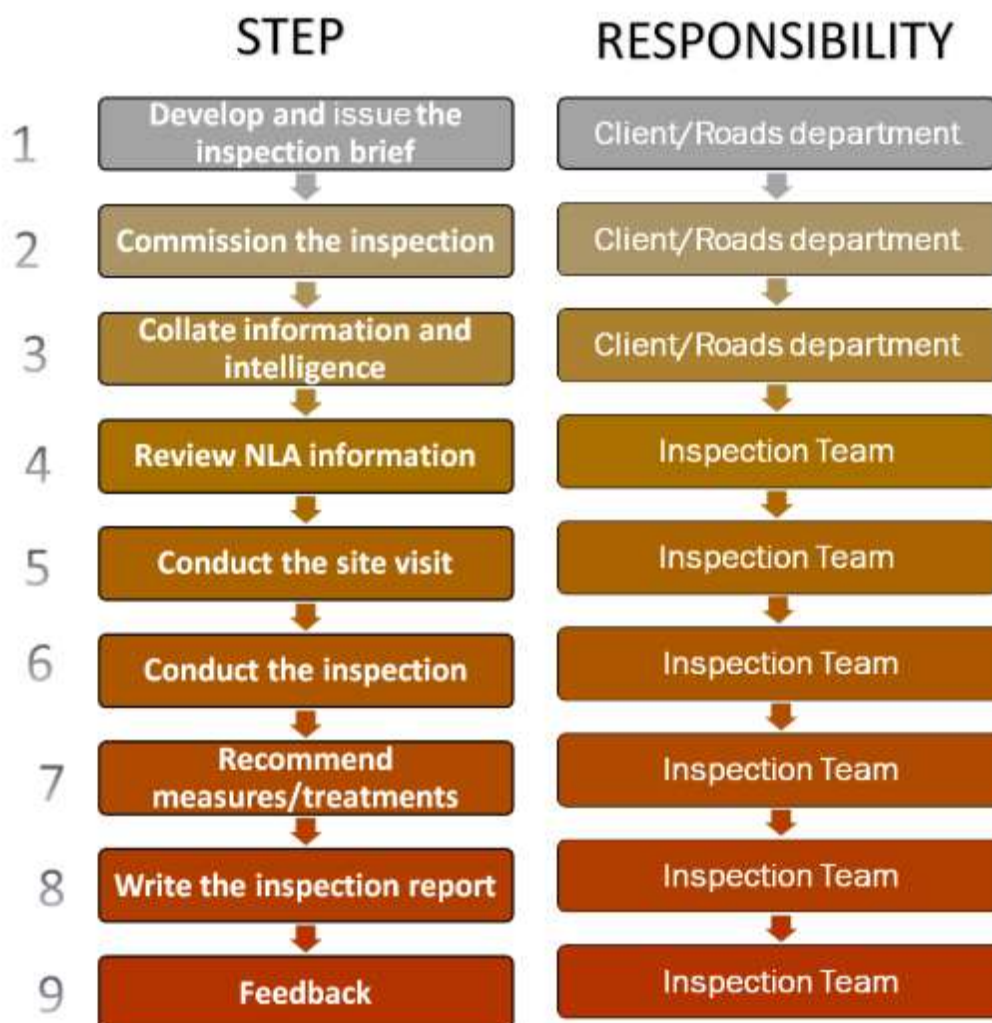 STEP RESPONSIBILITY
1 Develop and issue the
inspection brief Client/Roads department
2 Commission the inspection Client/Roads department
3 Collate information and
intelligence Client/Roads department
4 Review NLA information Inspection Team
5 Conduct the site visit Inspection Team
6 Conduct the inspection Inspection Team
7 Recommend
measures/treatments Inspection Team
8 Write the inspection report Inspection Team
9 Feedback Inspection Team